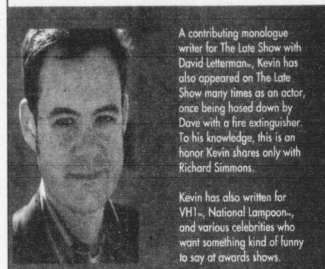 A contributing monologue
writer for The Late Show with
David Letterman™, Kevin has
also appeared on The Late
Show many times as an actor,
once being hosed down by
Dave with a fire extinguisher.
To his knowledge, this is an
honor Kevin shares only with
Richard Simmons.
Kevin has also written for
VH1™, National Lampoon™,
and various celebrities who
want something kind of funny
to say at awards shows.